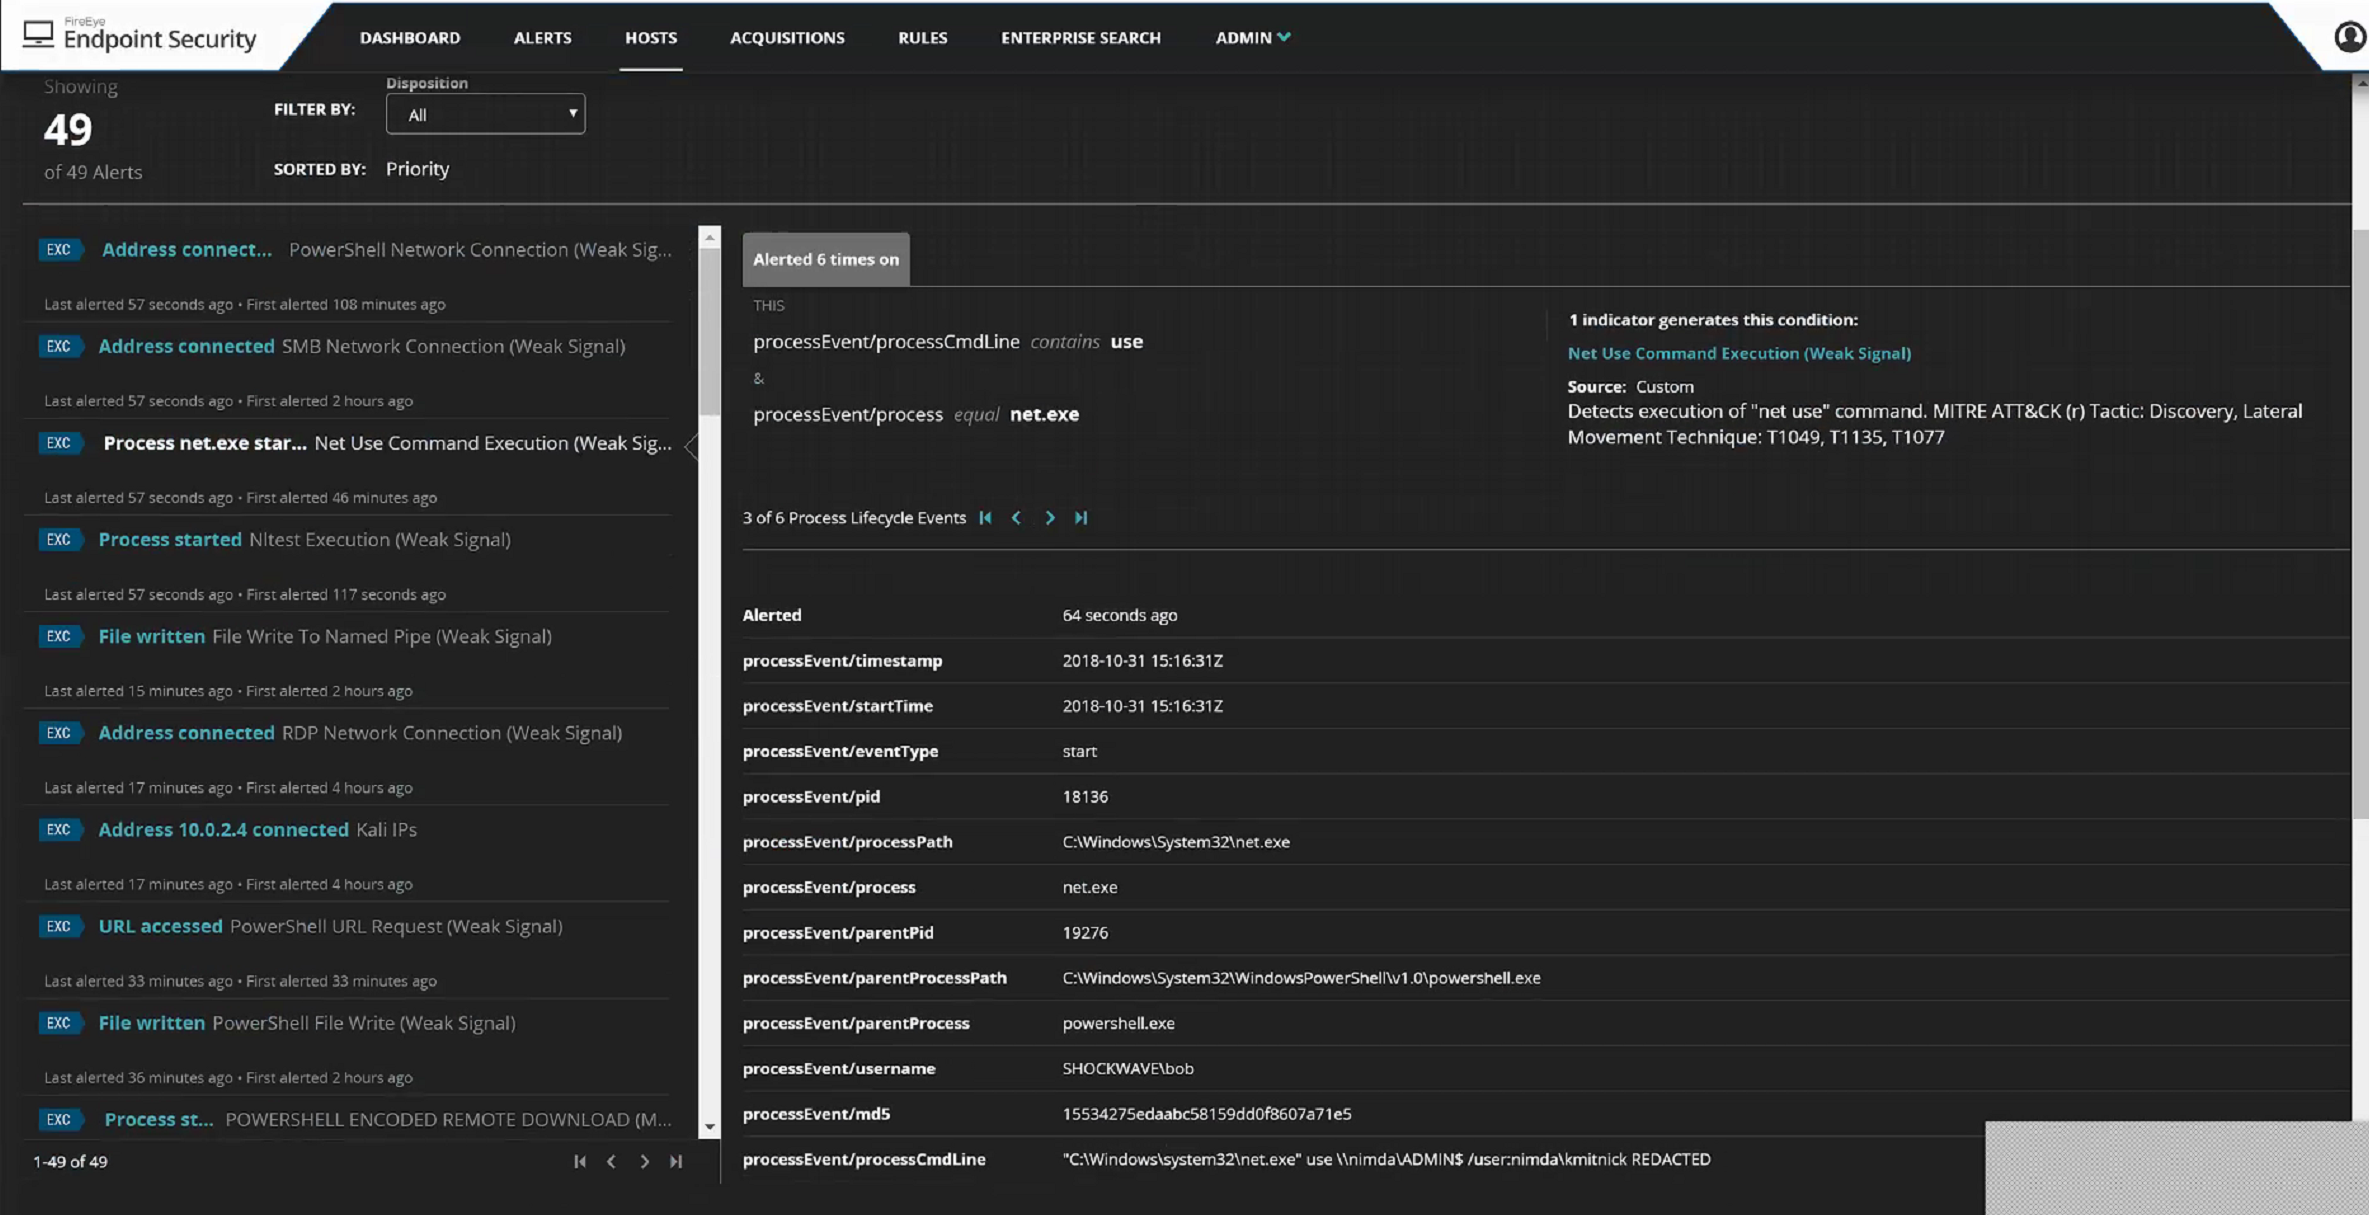 FireEye
Endpoint Security
DASHBOARD
ALERTS
HOSTS
ACQUISITIONS
RULES
ENTERPRISE SEARCH
ADMIN
Showing
49
of 49 Alerts
FILTER BY:
Disposition
All
SORTED BY: Priority
EXC Address connect... PowerShell Network Connection (Weak Sig...
Last alerted 57 seconds ago • First alerted 108 minutes ago
EXC Address connected SMB Network Connection (Weak Signal)
Last alerted 57 seconds ago • First alerted 2 hours ago
EXC Process net.exe star... Net Use Command Execution (Weak Sig...
Last alerted 57 seconds ago • First alerted 46 minutes ago
EXC Process started Nltest Execution (Weak Signal)
Last alerted 57 seconds ago • First alerted 117 seconds ago
EXC File written File Write To Named Pipe (Weak Signal)
Last alerted 15 minutes ago • First alerted 2 hours ago
EXC Address connected RDP Network Connection (Weak Signal)
Last alerted 17 minutes ago • First alerted 4 hours ago
EXC Address 10.0.2.4 connected Kali IPs
Last alerted 17 minutes ago • First alerted 4 hours ago
EXC URL accessed PowerShell URL Request (Weak Signal)
Last alerted 33 minutes ago • First alerted 33 minutes ago
EXC File written PowerShell File Write (Weak Signal)
Last alerted 36 minutes ago • First alerted 2 hours ago
EXC Process st... POWERSHELL ENCODED REMOTE DOWNLOAD (M...
1-49 of 49
Alerted 6 times on
THIS
processEvent/processCmdLine contains use
&
processEvent/process equal net.exe
1 indicator generates this condition:
Net Use Command Execution (Weak Signal)
Source: Custom
Detects execution of "net use" command. MITRE ATT&CK (r) Tactic: Discovery, Lateral
Movement Technique: T1049, T1135, T1077
3 of 6 Process Lifecycle Events
Alerted 64 seconds ago
processEvent/timestamp 2018-10-31 15:16:31Z
processEvent/startTime 2018-10-31 15:16:31Z
processEvent/eventType start
processEvent/pid 18136
processEvent/processPath C:\Windows\System32\net.exe
processEvent/process net.exe
processEvent/parentPid 19276
processEvent/parentProcessPath C:\Windows\System32\WindowsPowerShell\v1.0\powershell.exe
processEvent/parentProcess powershell.exe
processEvent/username SHOCKWAVE\bob
processEvent/md5 15534275edaabc58159dd0f8607a71e5
processEvent/processCmdLine "C:\Windows\system32\net.exe" use \\nimda\ADMIN$ /user:nimda\kmitnick REDACTED